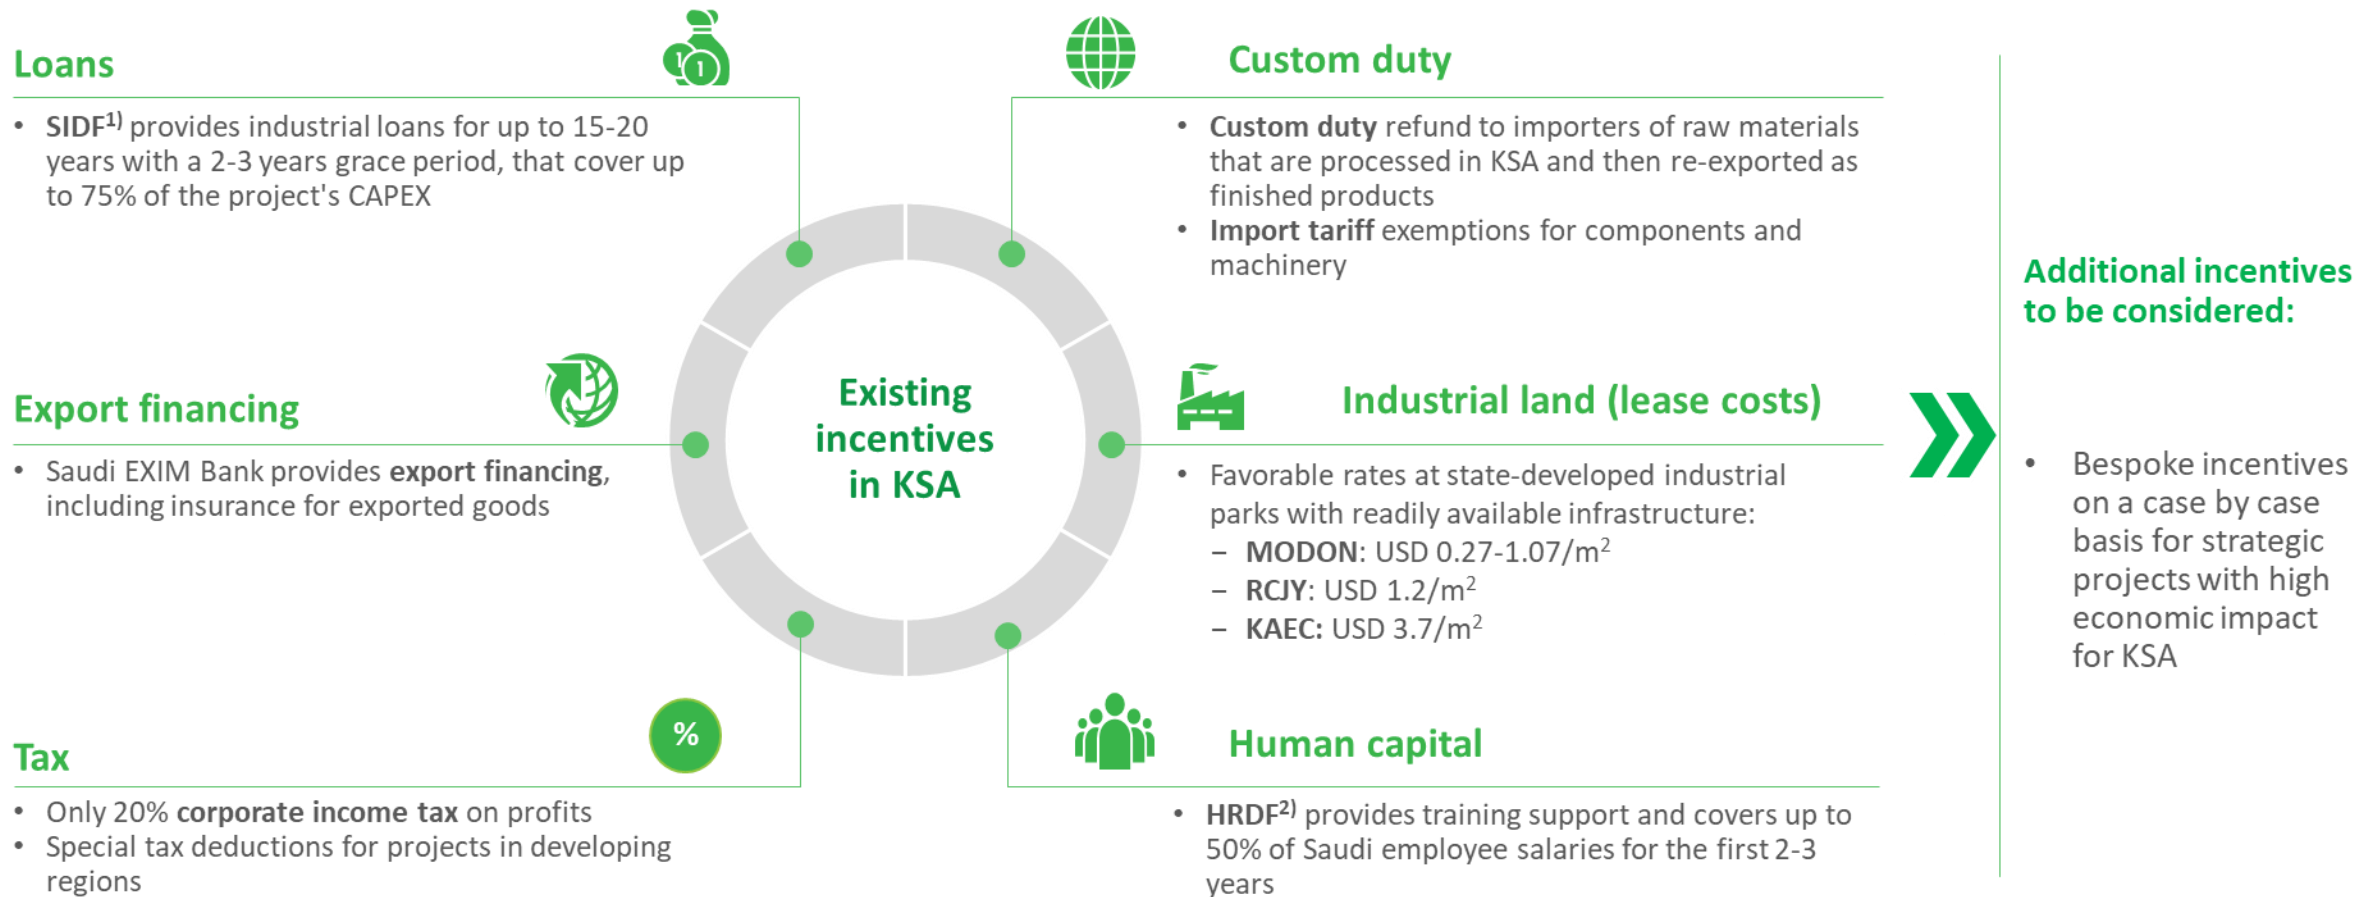 Loans
• SIDF1) provides industrial loans for up to 15-20
years with a 2-3 years grace period, that cover up
to 75% of the project's CAPEX
Export financing
• Saudi EXIM Bank provides export financing,
including insurance for exported goods
Tax
%
• Only 20% corporate income tax on profits
• Special tax deductions for projects in developing
regions
1
1
Existing
incentives
in KSA
Custom duty
• Custom duty refund to importers of raw materials
that are processed in KSA and then re-exported as
finished products
• Import tariff exemptions for components and
machinery
Industrial land (lease costs)
• Favorable rates at state-developed industrial
parks with readily available infrastructure:
– MODON: USD 0.27-1.07/m2
– RCJY: USD 1.2/m2
– KAEC: USD 3.7/m2
Human capital
• HRDF2) provides training support and covers up to
50% of Saudi employee salaries for the first 2-3
years
Additional incentives
to be considered:
• Bespoke incentives
on a case by case
basis for strategic
projects with high
economic impact
for KSA